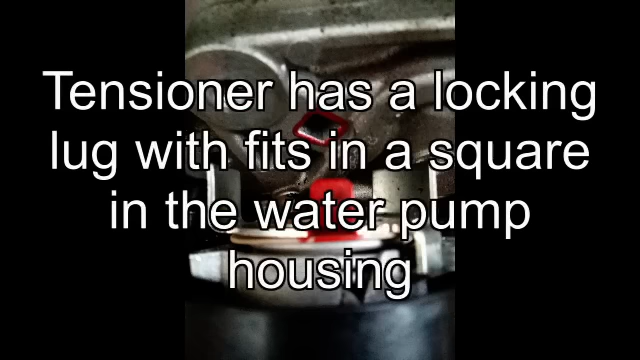 Tensioner has a locking
lug with fits in a square
in the water pump
housing